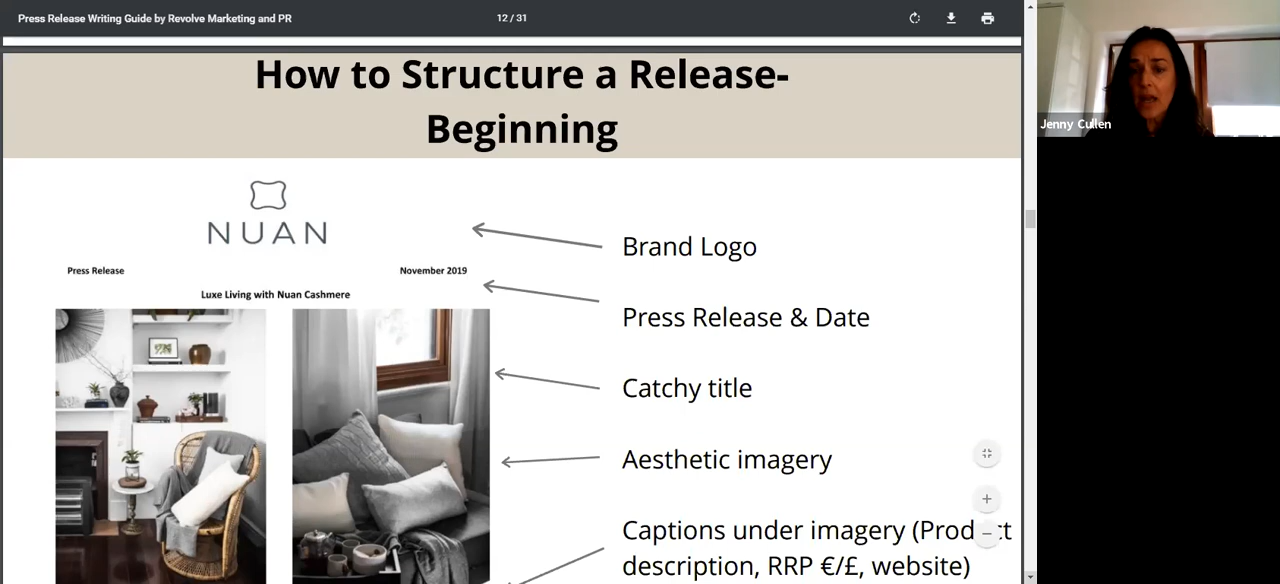 Press Release Writing Guide by Revolve Marketing and PR
12 / 31
How to Structure a Release-
Beginning
NUAN
Press Release
November 2019
Luxe Living with Nuan Cashmere
Brand Logo
Press Release & Date
Catchy title
Aesthetic imagery
Captions under imagery (Product
description, RRP €/£, website)
Jenny Cullen